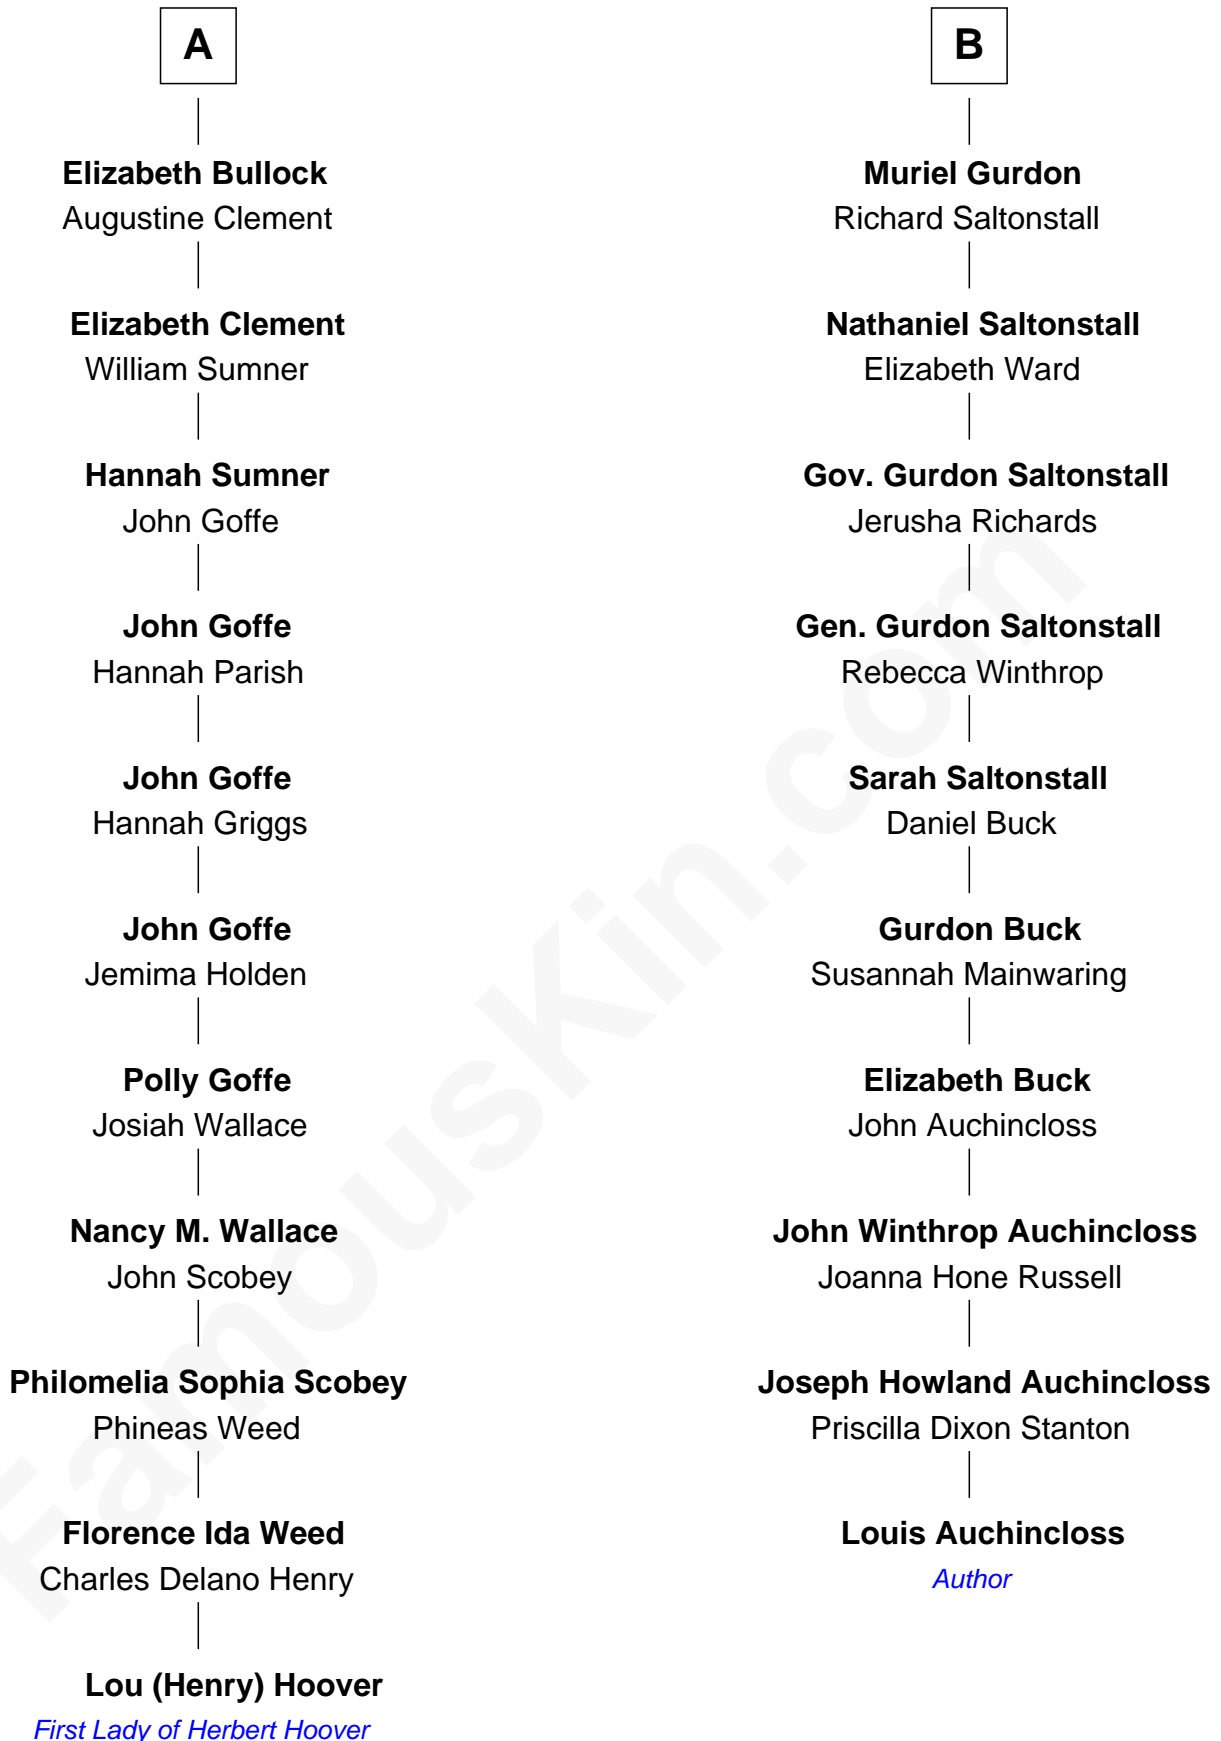 A
Elizabeth Bullock
Augustine Clement
Elizabeth Clement
William Sumner
Hannah Sumner
John Goffe
John Goffe
Hannah Parish
John Goffe
Hannah Griggs
John Goffe
Jemima Holden
Polly Goffe
Josiah Wallace
Nancy M. Wallace
John Scobey
Philomelia Sophia Scobey
Phineas Weed
Florence Ida Weed
Charles Delano Henry
Lou (Henry) Hoover
First Lady of Herbert Hoover
B
Muriel Gurdon
Richard Saltonstall
Nathaniel Saltonstall
Elizabeth Ward
Gov. Gurdon Saltonstall
Jerusha Richards
Gen. Gurdon Saltonstall
Rebecca Winthrop
Sarah Saltonstall
Daniel Buck
Gurdon Buck
Susannah Mainwaring
Elizabeth Buck
John Auchincloss
John Winthrop Auchincloss
Joanna Hone Russell
Joseph Howland Auchincloss
Priscilla Dixon Stanton
Louis Auchincloss
Author
FamousKin.com